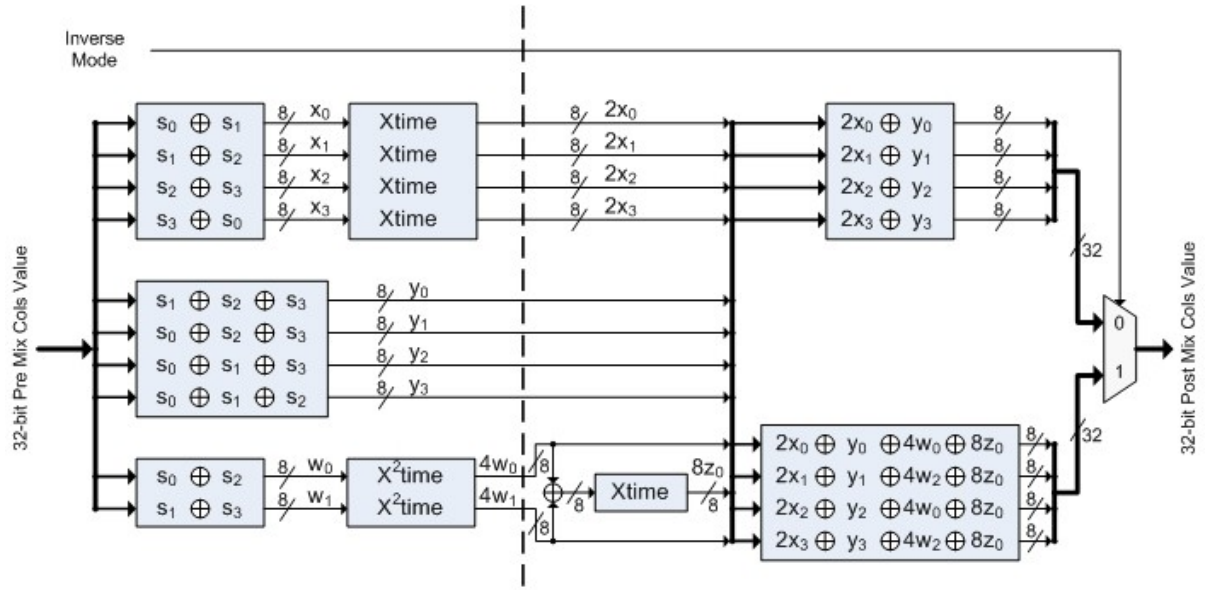 Inverse
Mode
32-bit Pre Mix Cols Value
s₀ ⊕ s₁
s₁ ⊕ s₂
s₂ ⊕ s₃
s₃ ⊕ s₀
8 x₀
8 x₁
8 x₂
8 x₃
Xtime
Xtime
Xtime
Xtime
8 2x₀
8 2x₁
8 2x₂
8 2x₃
2x₀ ⊕ y₀
2x₁ ⊕ y₁
2x₂ ⊕ y₂
2x₃ ⊕ y₃
8
8
8
8
32
s₁ ⊕ s₂ ⊕ s₃
s₀ ⊕ s₂ ⊕ s₃
s₀ ⊕ s₁ ⊕ s₃
s₀ ⊕ s₁ ⊕ s₂
8 y₀
8 y₁
8 y₂
8 y₃
s₀ ⊕ s₂
s₁ ⊕ s₃
8 w₀
8 w₁
X²time
X²time
4w₀ 8
4w₁ 8
⊕ 8
Xtime
8z₀
8
2x₀ ⊕ y₀ ⊕ 4w₀ ⊕ 8z₀
2x₁ ⊕ y₁ ⊕ 4w₂ ⊕ 8z₀
2x₂ ⊕ y₂ ⊕ 4w₀ ⊕ 8z₀
2x₃ ⊕ y₃ ⊕ 4w₂ ⊕ 8z₀
8
8
8
8
32
0
1
32-bit Post Mix Cols Value